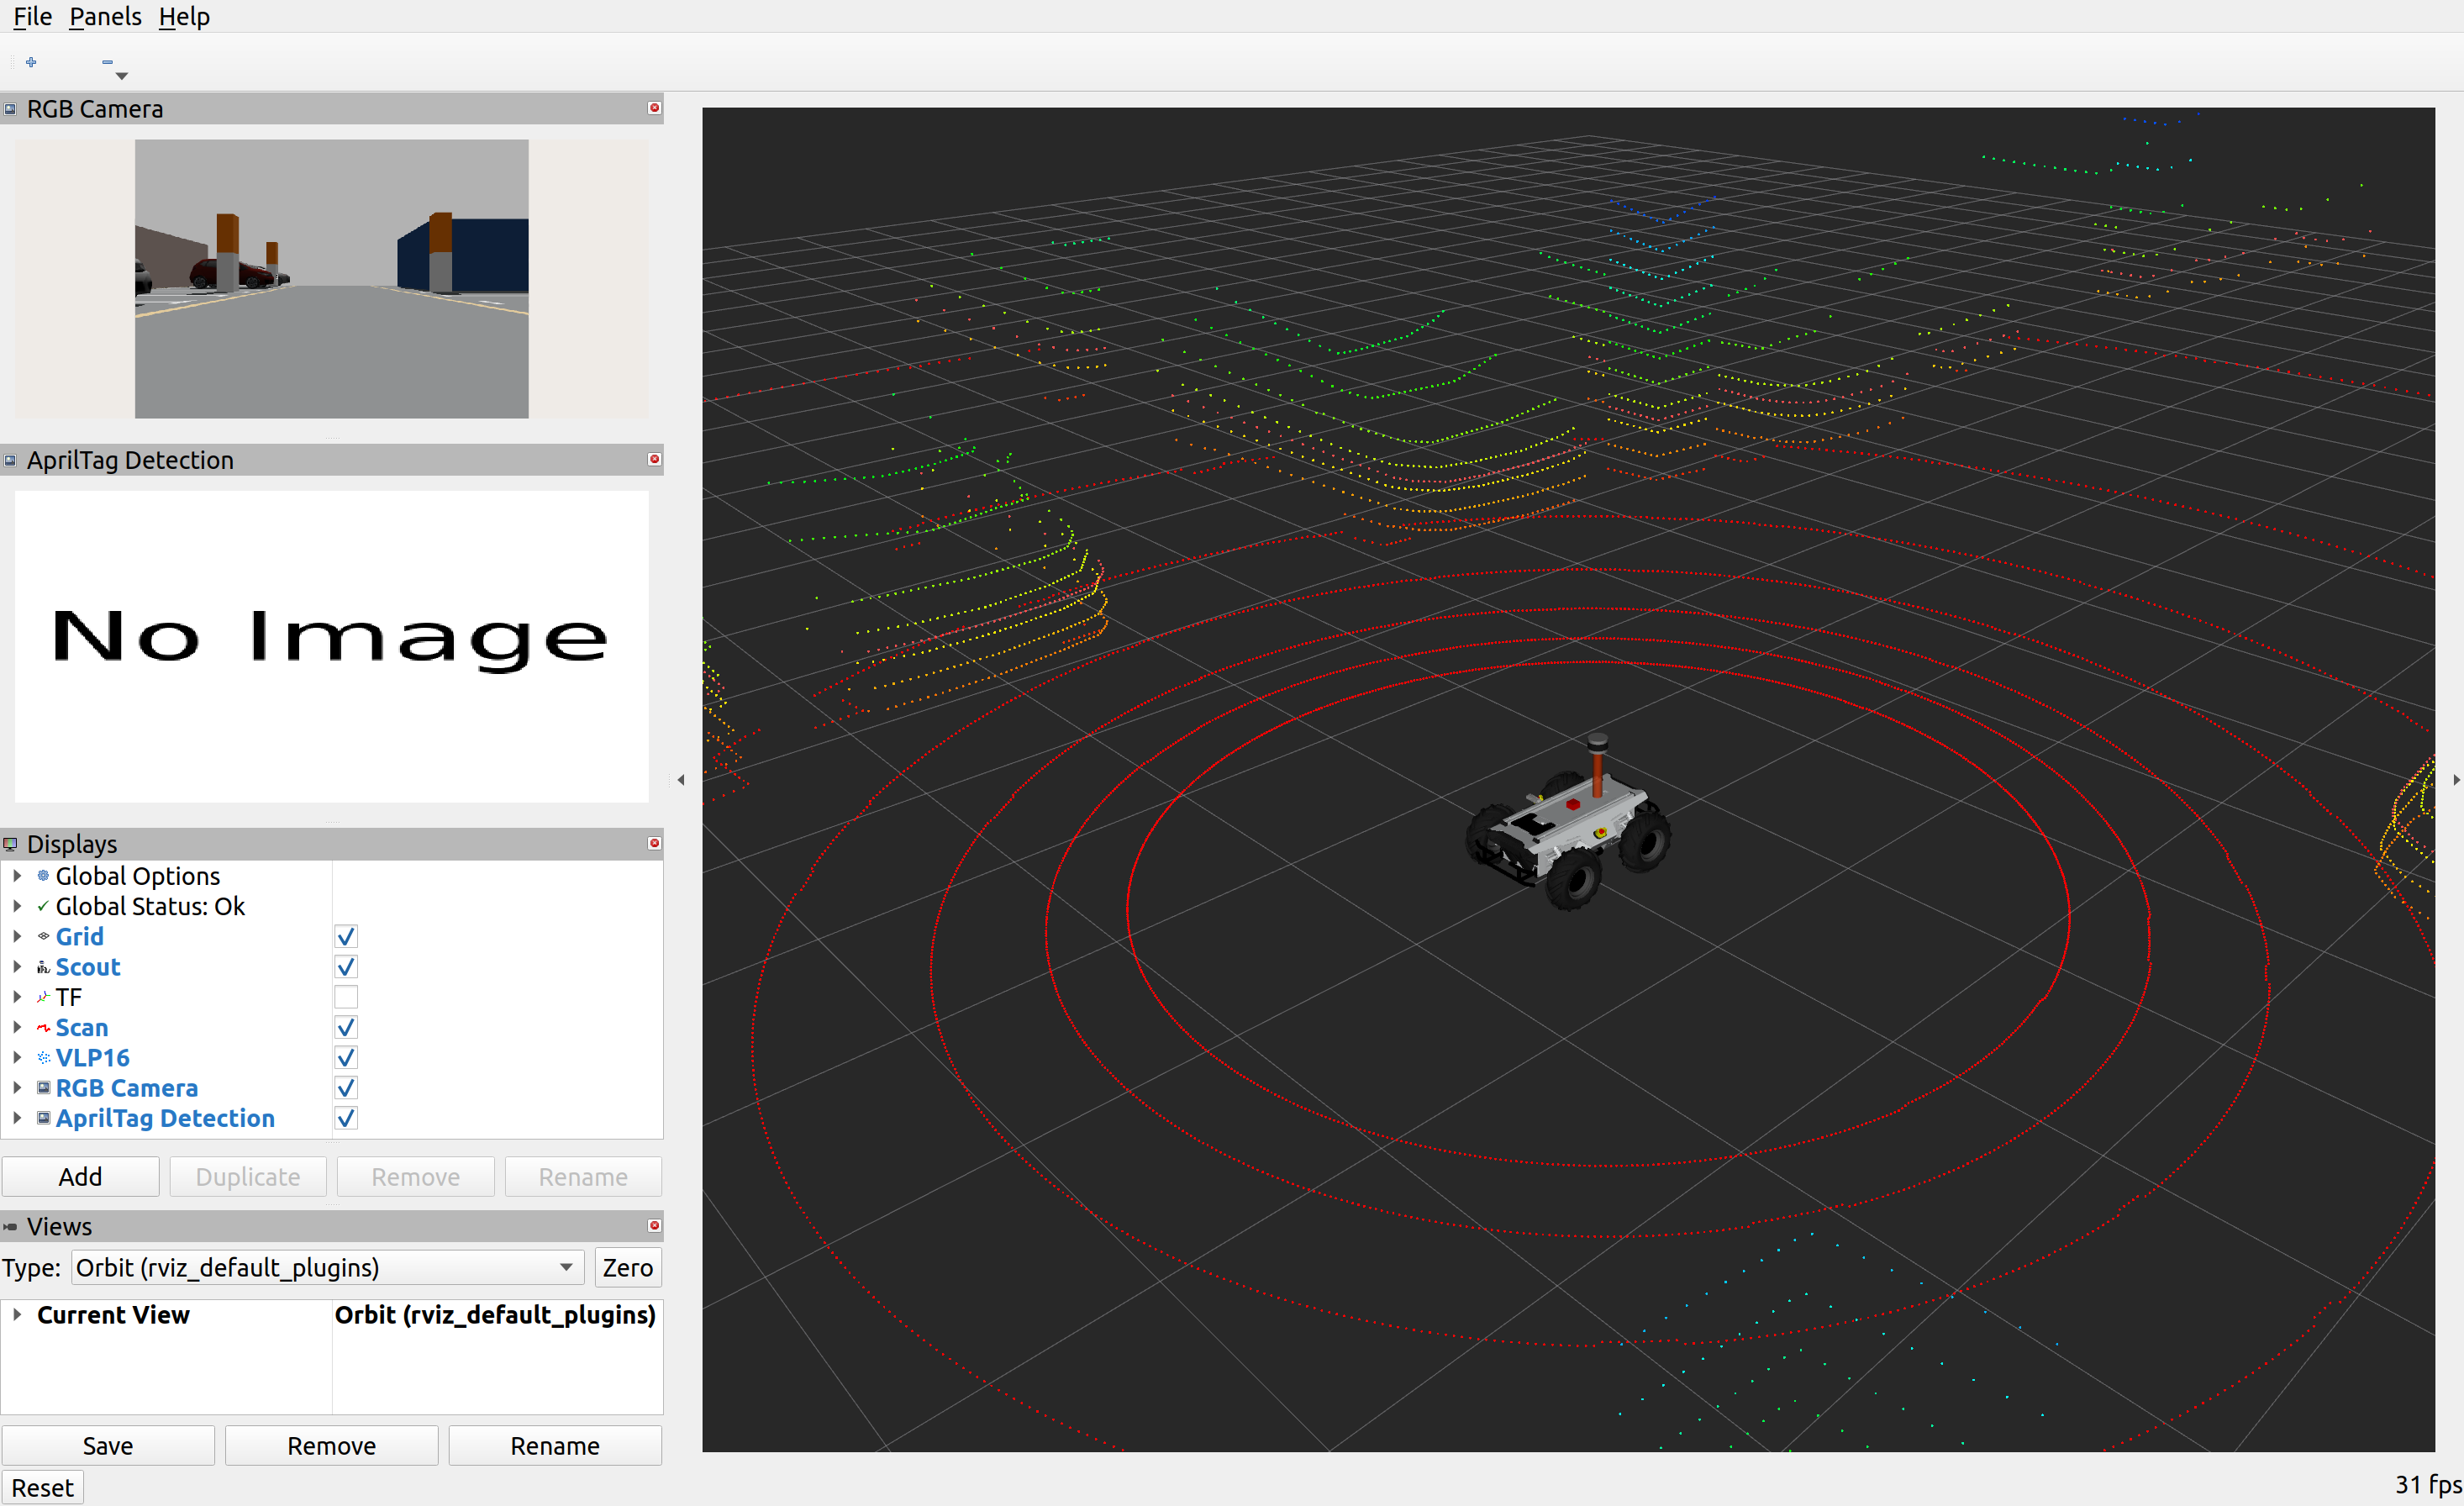 File Panels Help
RGB Camera
AprilTag Detection
No Image
Displays
Global Options
Global Status: Ok
Grid
Scout
TF
Scan
VLP16
RGB Camera
AprilTag Detection
Add Duplicate Remove Rename
Views
Type: Orbit (rviz_default_plugins) Zero
Current View Orbit (rviz_default_plugins)
Save Remove Rename
Reset
31 fps